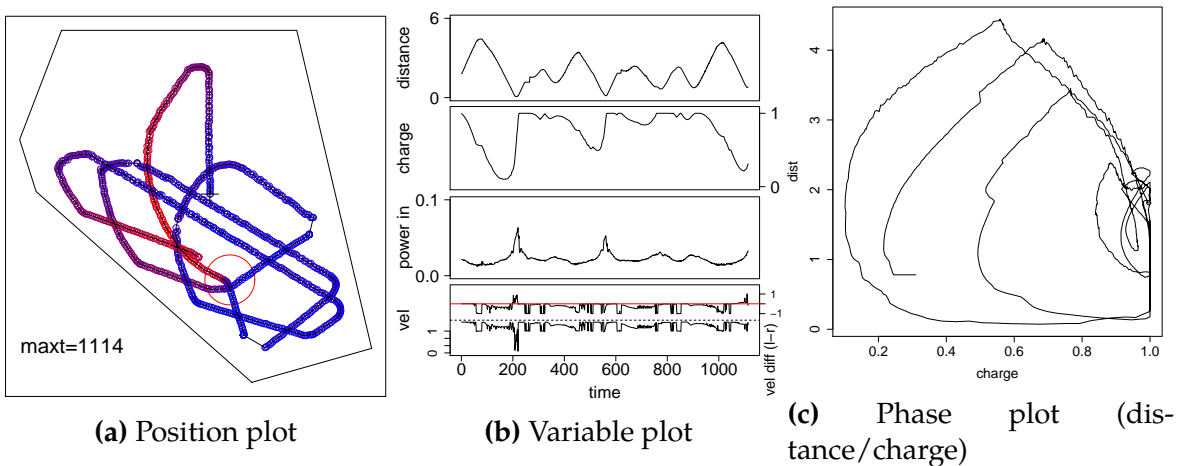 maxt=1114
(a) Position plot
6
distance
0
charge
1
0
0.1
power in
0.0
vel
1
0
1
−1
vel diff (l−r)
0 200 400 600 800 1000
time
(b) Variable plot
dist
4
3
2
1
0
0.2 0.4 0.6 0.8 1.0
charge
(c) Phase plot (dis-
tance/charge)